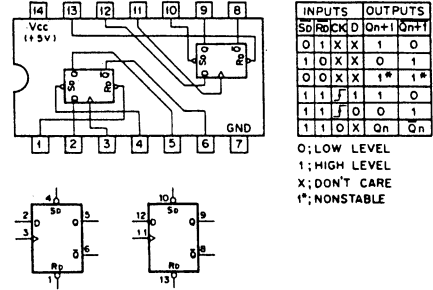 14 13 12 11 10 9 8
Vcc
(+5V)
SD
RD
SD
RD
GND
1 2 3 4 5 6 7
INPUTS OUTPUTS
S̅D̅ R̅D̅ CK D Qn+1 Q̅n̅+̅1̅
0 1 X X 1 0
1 0 X X 0 1
0 0 X X 1* 1*
1 1 1 1 0
1 1 0 0 1
1 1 0 X Qn Q̅n
0; LOW LEVEL
1; HIGH LEVEL
X; DON'T CARE
1*; NONSTABLE
4 SD
2 D Q 5
3
Q̅ 6
RD
1
10 SD
12 D Q 9
11
Q̅ 8
RD
13